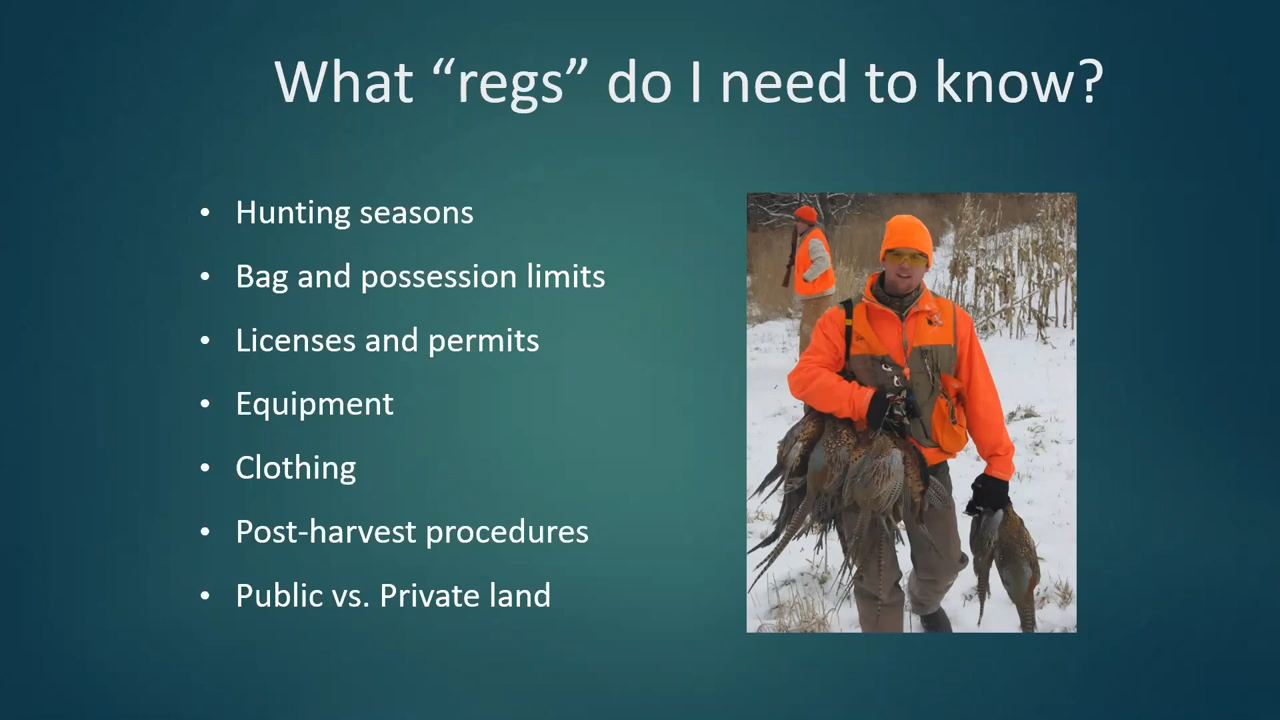 What “regs” do I need to know?
• Hunting seasons
• Bag and possession limits
• Licenses and permits
• Equipment
• Clothing
• Post-harvest procedures
• Public vs. Private land